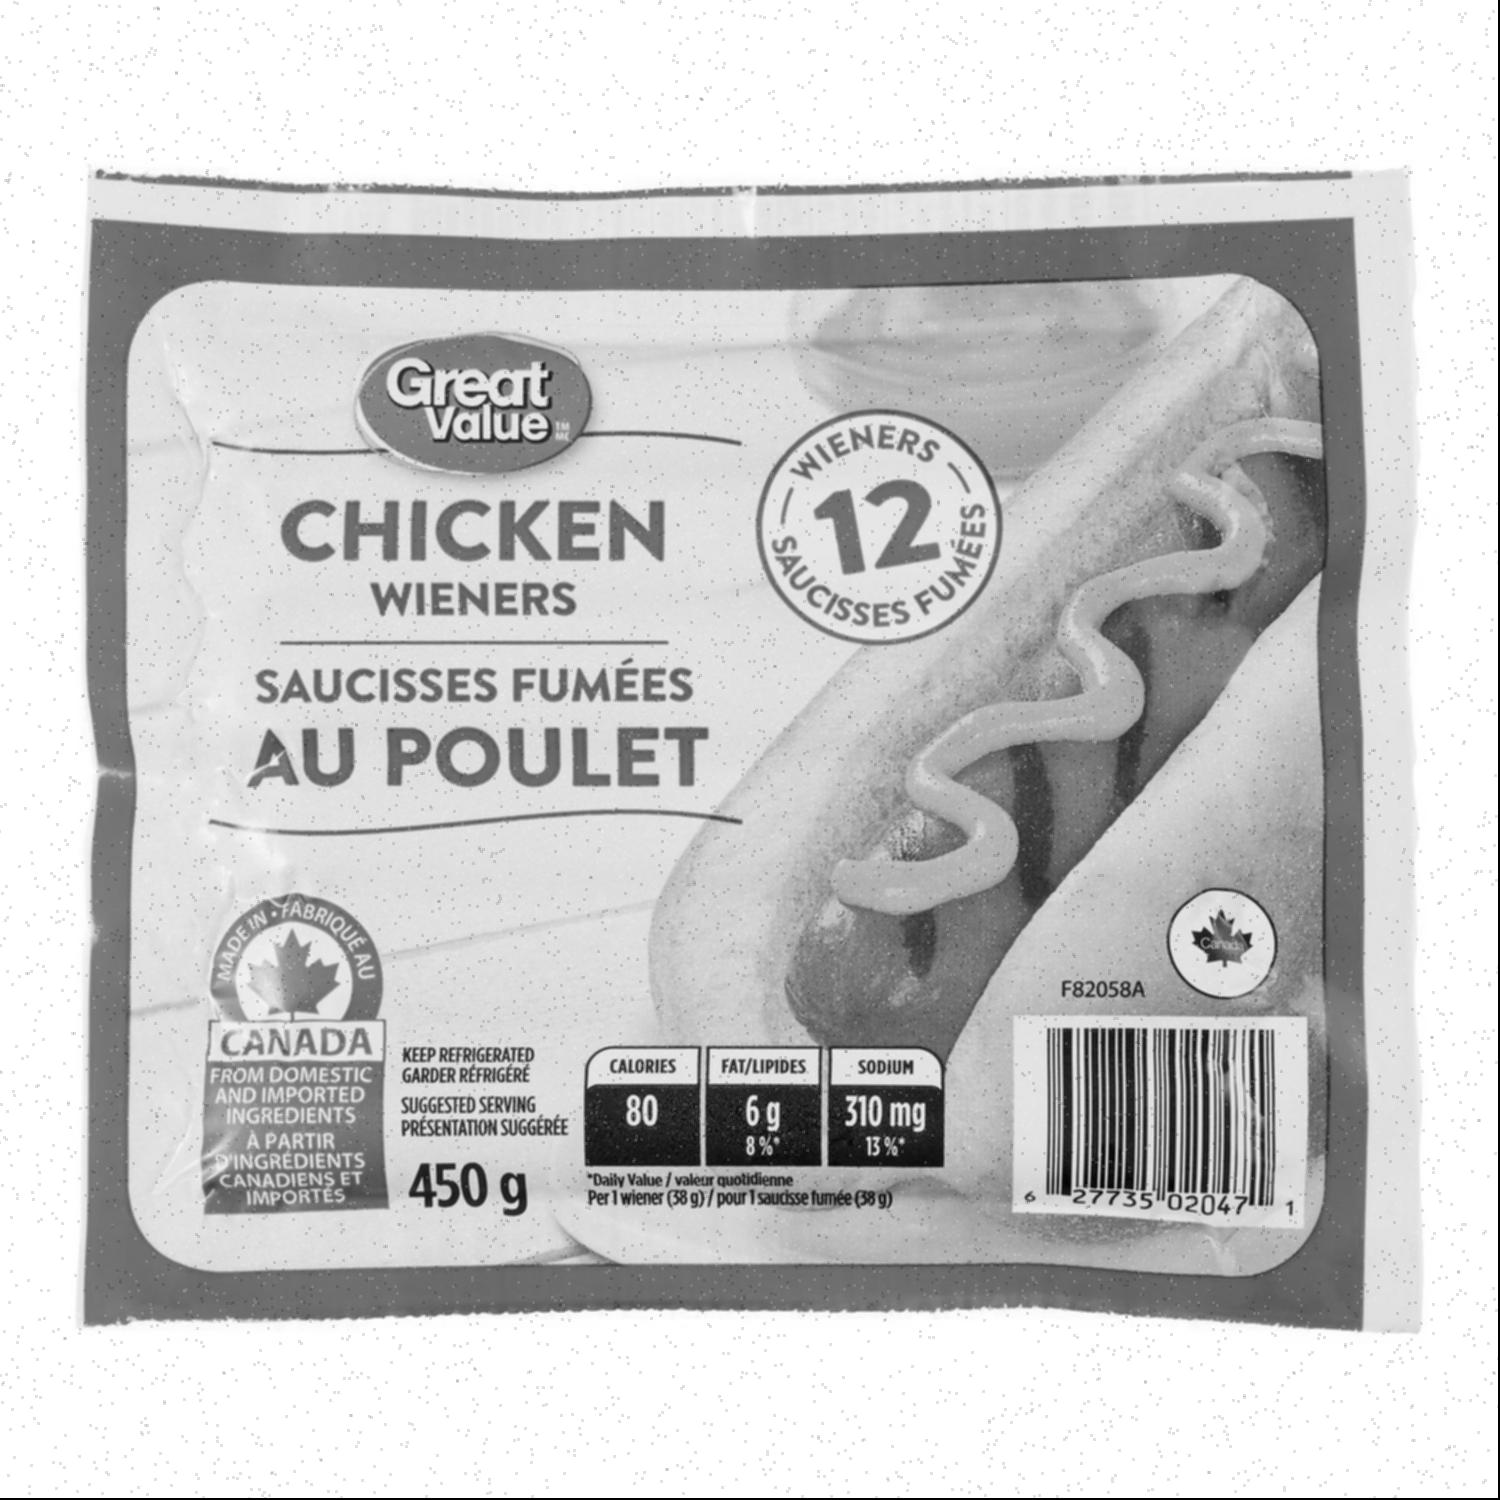 Great
Value
TM
MC
CHICKEN
WIENERS
SAUCISSES FUMÉES
AU POULET
WIENERS
12
SAUCISSES FUMÉES
MADE IN • FABRIQUÉ AU
CANADA
FROM DOMESTIC
AND IMPORTED
INGREDIENTS
À PARTIR
D'INGRÉDIENTS
CANADIENS ET
IMPORTÉS
KEEP REFRIGERATED
GARDER RÉFRIGÉRÉ
SUGGESTED SERVING
PRÉSENTATION SUGGÉRÉE
450 g
CALORIES FAT/LIPIDES SODIUM
80 6 g 310 mg
8 %* 13 %*
*Daily Value / valeur quotidienne
Per 1 wiener (38 g) / pour 1 saucisse fumée (38 g)
Canada
F82058A
6 27735 02047 1